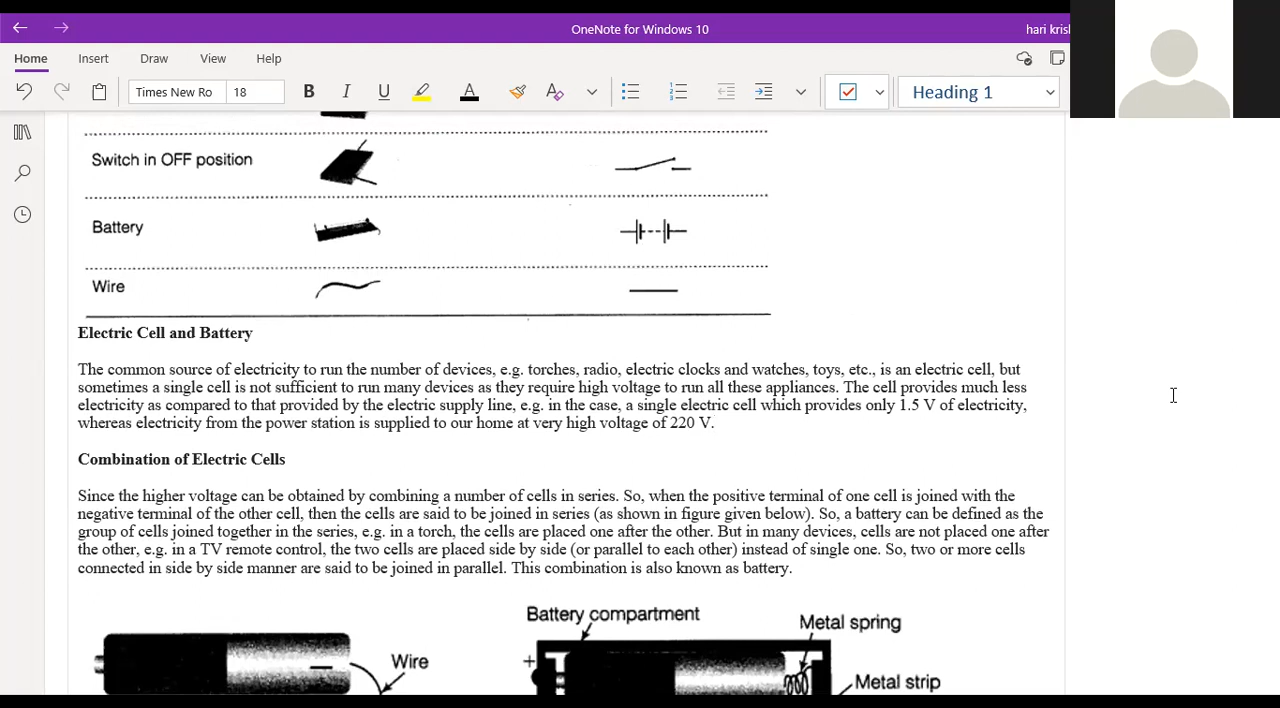 OneNote for Windows 10
hari krisl
Home Insert Draw View Help
Times New Ro 18 B I U A Heading 1
Switch in OFF position
Battery
Wire
Electric Cell and Battery
The common source of electricity to run the number of devices, e.g. torches, radio, electric clocks and watches, toys, etc., is an electric cell, but
sometimes a single cell is not sufficient to run many devices as they require high voltage to run all these appliances. The cell provides much less
electricity as compared to that provided by the electric supply line, e.g. in the case, a single electric cell which provides only 1.5 V of electricity,
whereas electricity from the power station is supplied to our home at very high voltage of 220 V.
Combination of Electric Cells
Since the higher voltage can be obtained by combining a number of cells in series. So, when the positive terminal of one cell is joined with the
negative terminal of the other cell, then the cells are said to be joined in series (as shown in figure given below). So, a battery can be defined as the
group of cells joined together in the series, e.g. in a torch, the cells are placed one after the other. But in many devices, cells are not placed one after
the other, e.g. in a TV remote control, the two cells are placed side by side (or parallel to each other) instead of single one. So, two or more cells
connected in side by side manner are said to be joined in parallel. This combination is also known as battery.
Battery compartment
Metal spring
Wire
+
Metal strip